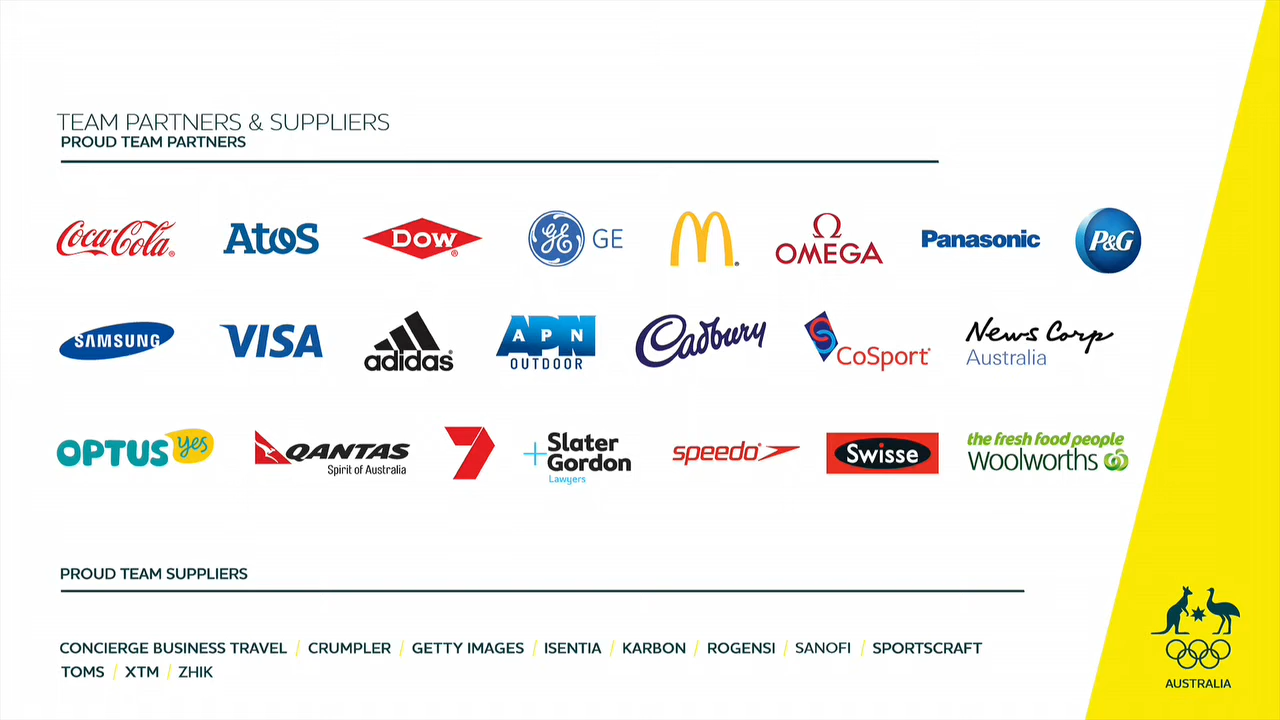 TEAM PARTNERS & SUPPLIERS
PROUD TEAM PARTNERS
Coca-Cola® Atos DOW® GE GE M® Ω OMEGA Panasonic P&G
SAMSUNG VISA adidas® APN OUTDOOR Cadbury CoSport® News Corp Australia
OPTUS yes QANTAS Spirit of Australia 7 Slater + Gordon Lawyers speedo® Swisse the fresh food people Woolworths
PROUD TEAM SUPPLIERS
CONCIERGE BUSINESS TRAVEL / CRUMPLER / GETTY IMAGES / ISENTIA / KARBON / ROGENSI / SANOFI / SPORTSCRAFT
TOMS / XTM / ZHIK
AUSTRALIA